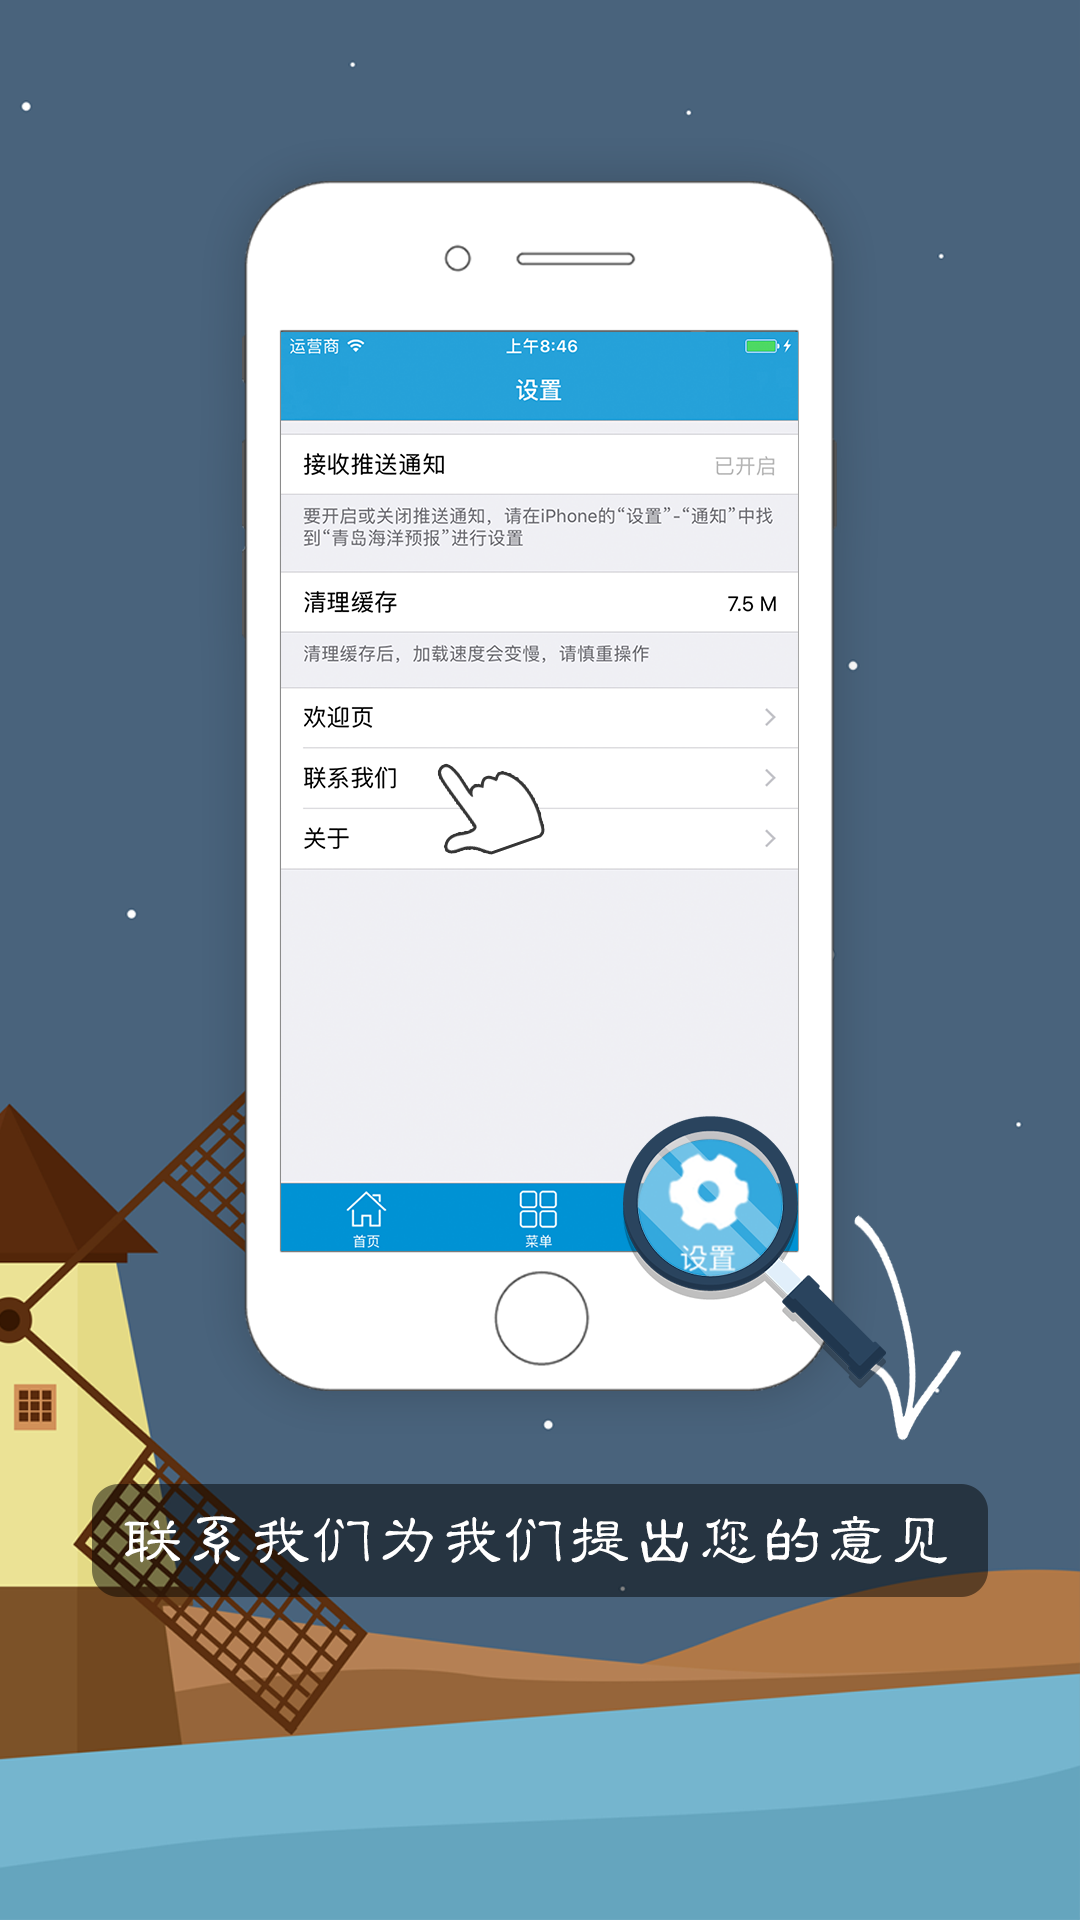 运营商 上午8:46
设置
接收推送通知 已开启
要开启或关闭推送通知，请在iPhone的“设置”-“通知”中找
到“青岛海洋预报”进行设置
清理缓存 7.5 M
清理缓存后，加载速度会变慢，请慎重操作
欢迎页
联系我们
关于
首页 菜单 设置
联系我们为我们提出您的意见